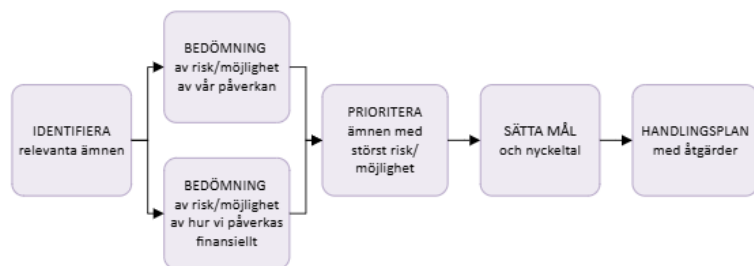 IDENTIFIERA
relevanta ämnen
BEDÖMNING
av risk/möjlighet
av vår påverkan
BEDÖMNING
av risk/möjlighet
av hur vi påverkas
finansiellt
PRIORITERA
ämnen med
störst risk/
möjlighet
SÄTTA MÅL
och nyckeltal
HANDLINGSPLAN
med åtgärder